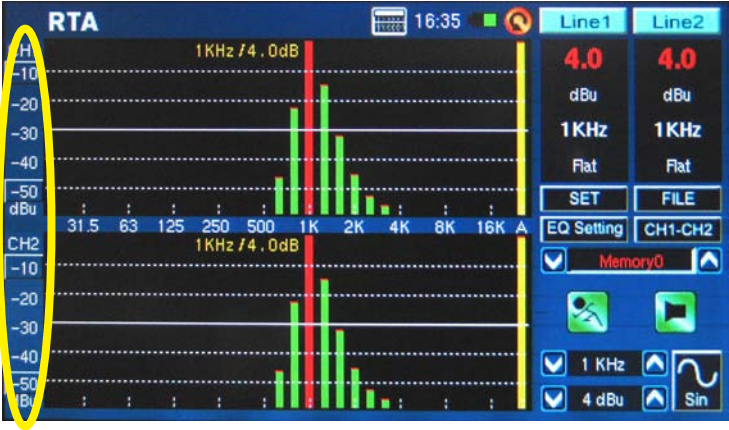 RTA 16:35
1KHz/4.0dB
CH
-10
-20
-30
-40
-50
dBu
31.5 63 125 250 500 1K 2K 4K 8K 16K A
CH2
1KHz/4.0dB
-10
-20
-30
-40
-50
dBu
Line1 Line2
4.0 4.0
dBu dBu
1KHz 1KHz
Flat Flat
SET FILE
EQ Setting CH1-CH2
Memory0
1 KHz
4 dBu Sin